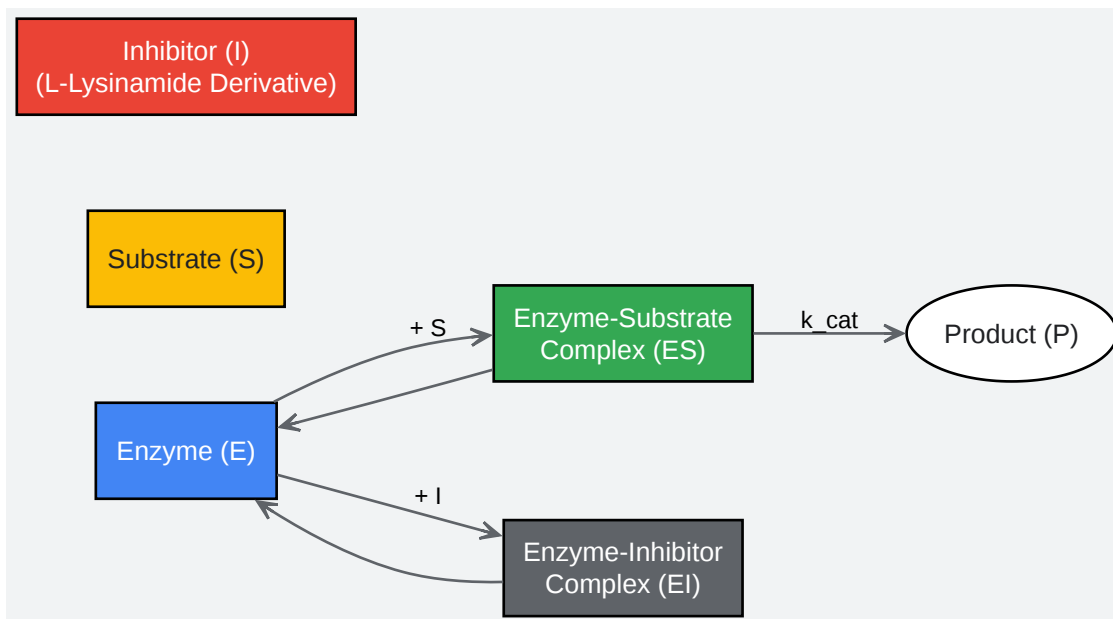 Inhibitor (I)
(L-Lysinamide Derivative)
Substrate (S)
+ S
Enzyme-Substrate
Complex (ES)
k_cat
Product (P)
Enzyme (E)
+ I
Enzyme-Inhibitor
Complex (EI)